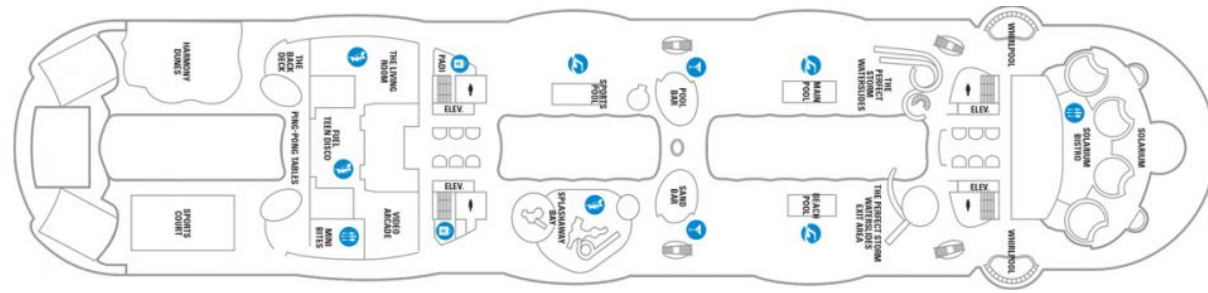 HARMONY
DUNES
THE
BACK
DECK
THE LIVING
ROOM
PADI
ELEV.
SPORTS
POOL
POOL
BAR
MAIN
POOL
THE
PERFECT
STORM
WATERSLIDES
ELEV.
WHIRLPOOL
PING-PONG TABLES
FUEL
TEEN DISCO
SOLARIUM
BISTRO
SOLARIUM
SPORTS
COURT
MINI
BITES
VIDEO
ARCADE
ELEV.
SPLASHAWAY
BAY
SAND
BAR
BEACH
POOL
THE PERFECT STORM
WATERSLIDES
EXIT AREA
ELEV.
WHIRLPOOL